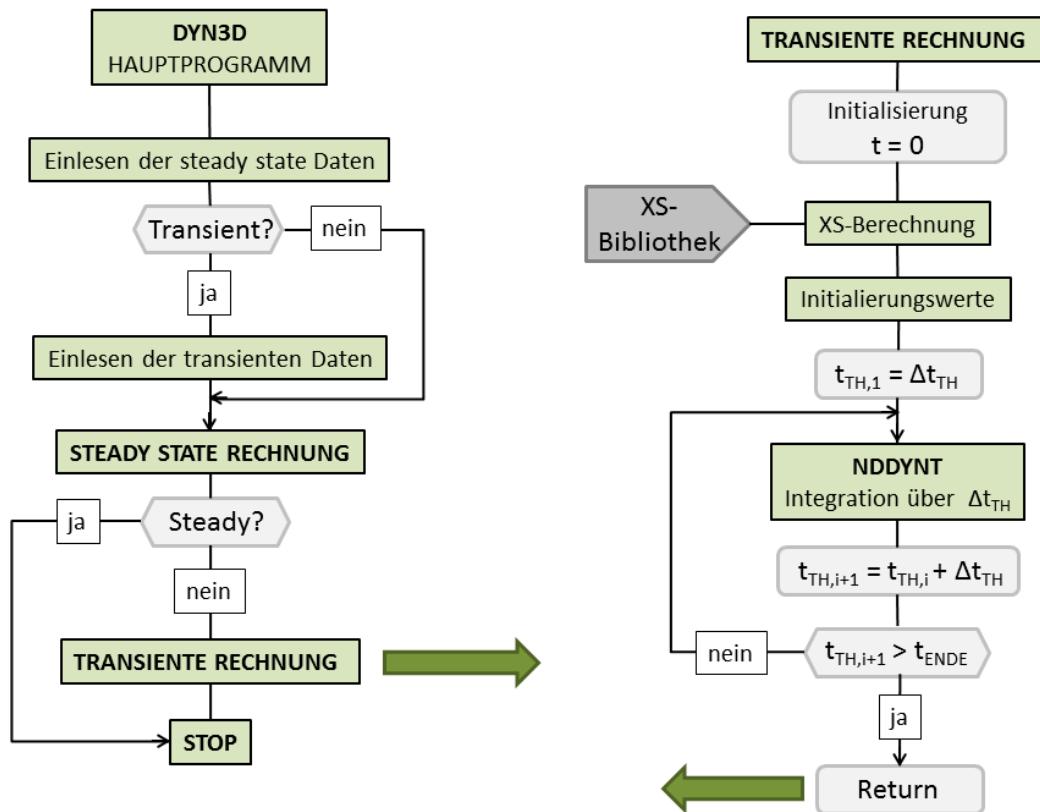 DYN3D
HAUPTPROGRAMM
Einlesen der steady state Daten
Transient?
nein
ja
Einlesen der transienten Daten
STEADY STATE RECHNUNG
ja
Steady?
nein
TRANSIENTE RECHNUNG
STOP
TRANSIENTE RECHNUNG
Initialisierung
t = 0
XS-
Bibliothek
XS-Berechnung
Initialierungswerte
t_TH,1 = Δt_TH
NDDYNT
Integration über Δt_TH
t_TH,i+1 = t_TH,i + Δt_TH
nein
t_TH,i+1 > t_ENDE
ja
Return